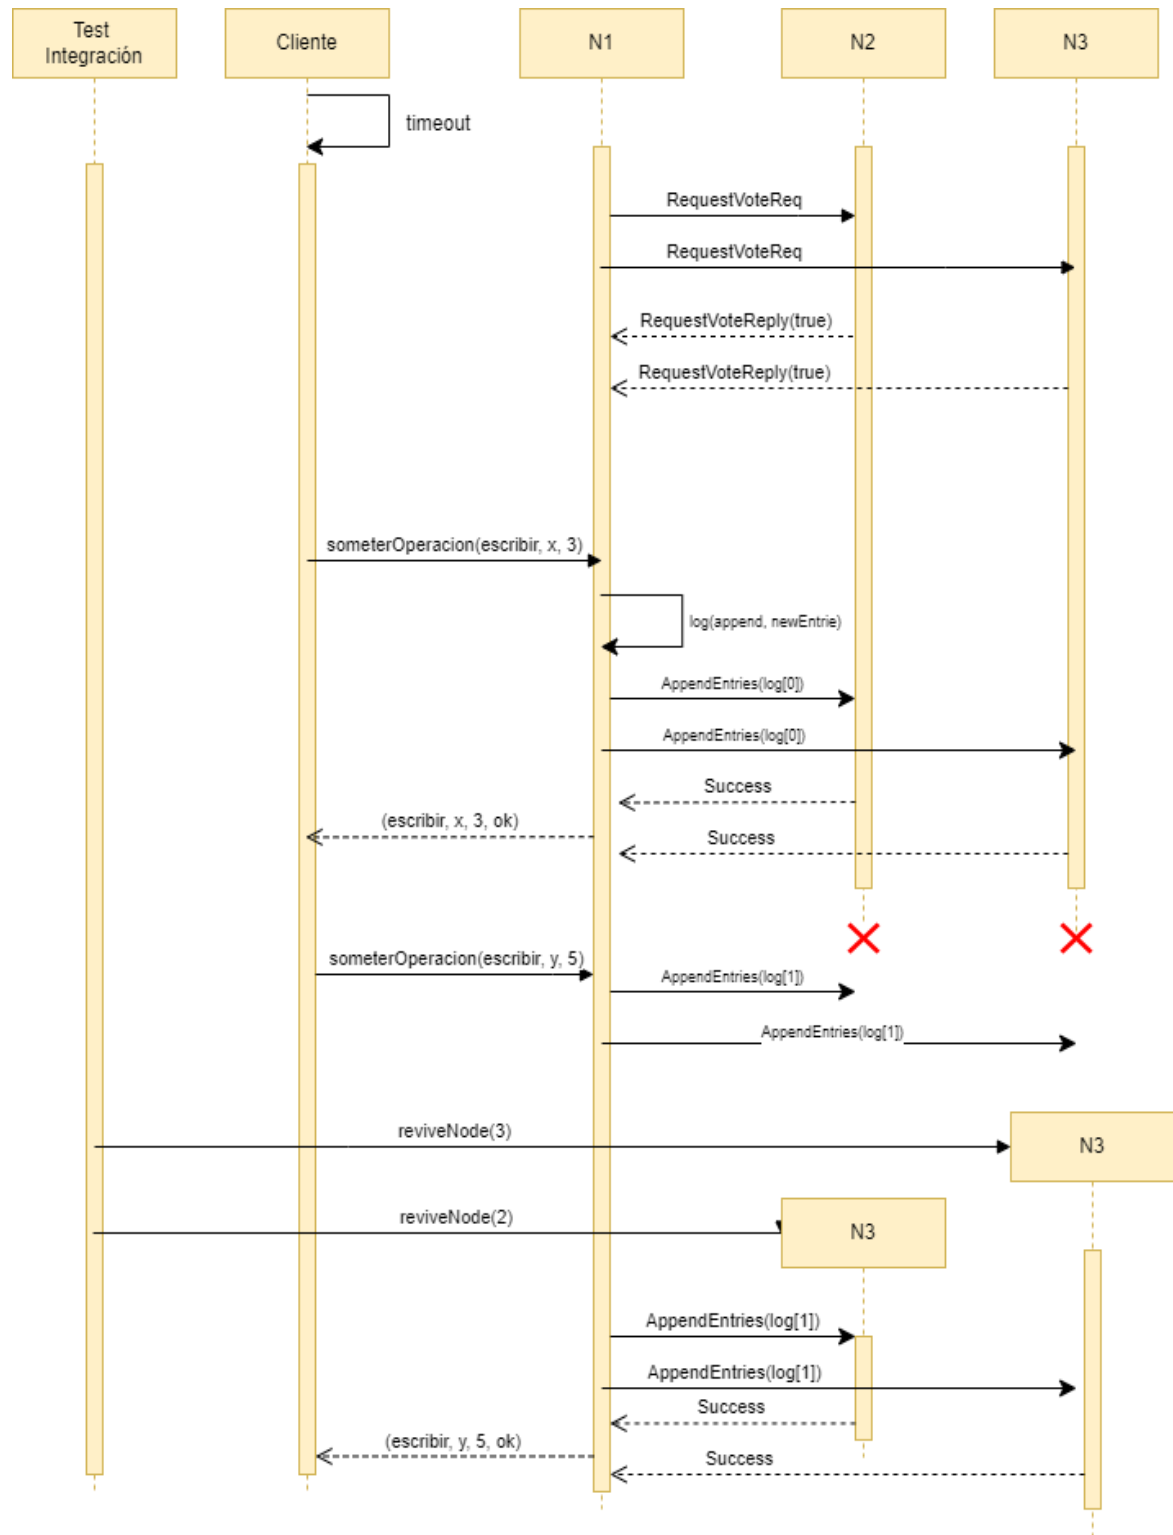 Test
Integración
Cliente
N1
N2
N3
timeout
RequestVoteReq
RequestVoteReq
RequestVoteReply(true)
RequestVoteReply(true)
someterOperacion(escribir, x, 3)
log(append, newEntrie)
AppendEntries(log[0])
AppendEntries(log[0])
Success
(escribir, x, 3, ok)
Success
someterOperacion(escribir, y, 5)
AppendEntries(log[1])
AppendEntries(log[1])
reviveNode(3)
N3
reviveNode(2)
N3
AppendEntries(log[1])
AppendEntries(log[1])
Success
(escribir, y, 5, ok)
Success